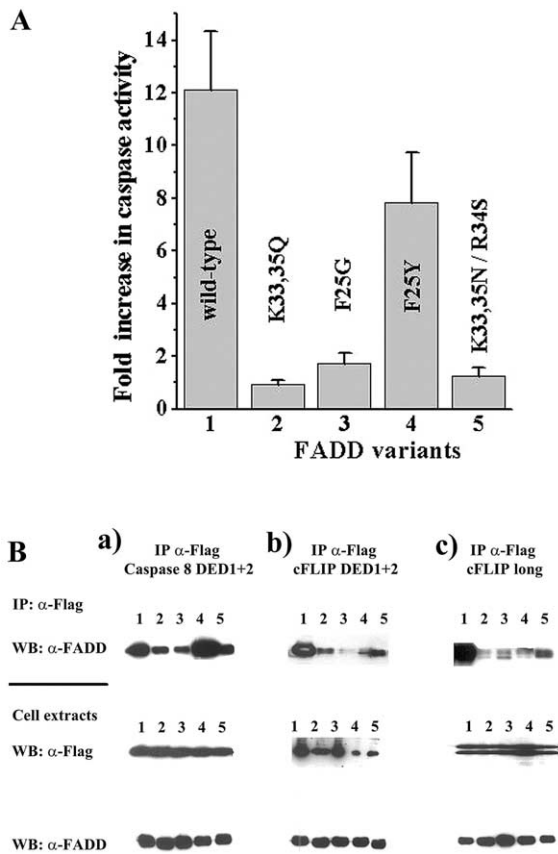 A
Fold increase in caspase activity
14
12
10
8
6
4
2
0
wild-type
K33,35Q
F25G
F25Y
K33,35N / R34S
1 2 3 4 5
FADD variants
B
a)
IP α-Flag
Caspase 8 DED1+2
b)
IP α-Flag
cFLIP DED1+2
c)
IP α-Flag
cFLIP long
IP: α-Flag
1 2 3 4 5
1 2 3 4 5
1 2 3 4 5
WB: α-FADD
Cell extracts
1 2 3 4 5
1 2 3 4 5
1 2 3 4 5
WB: α-Flag
WB: α-FADD